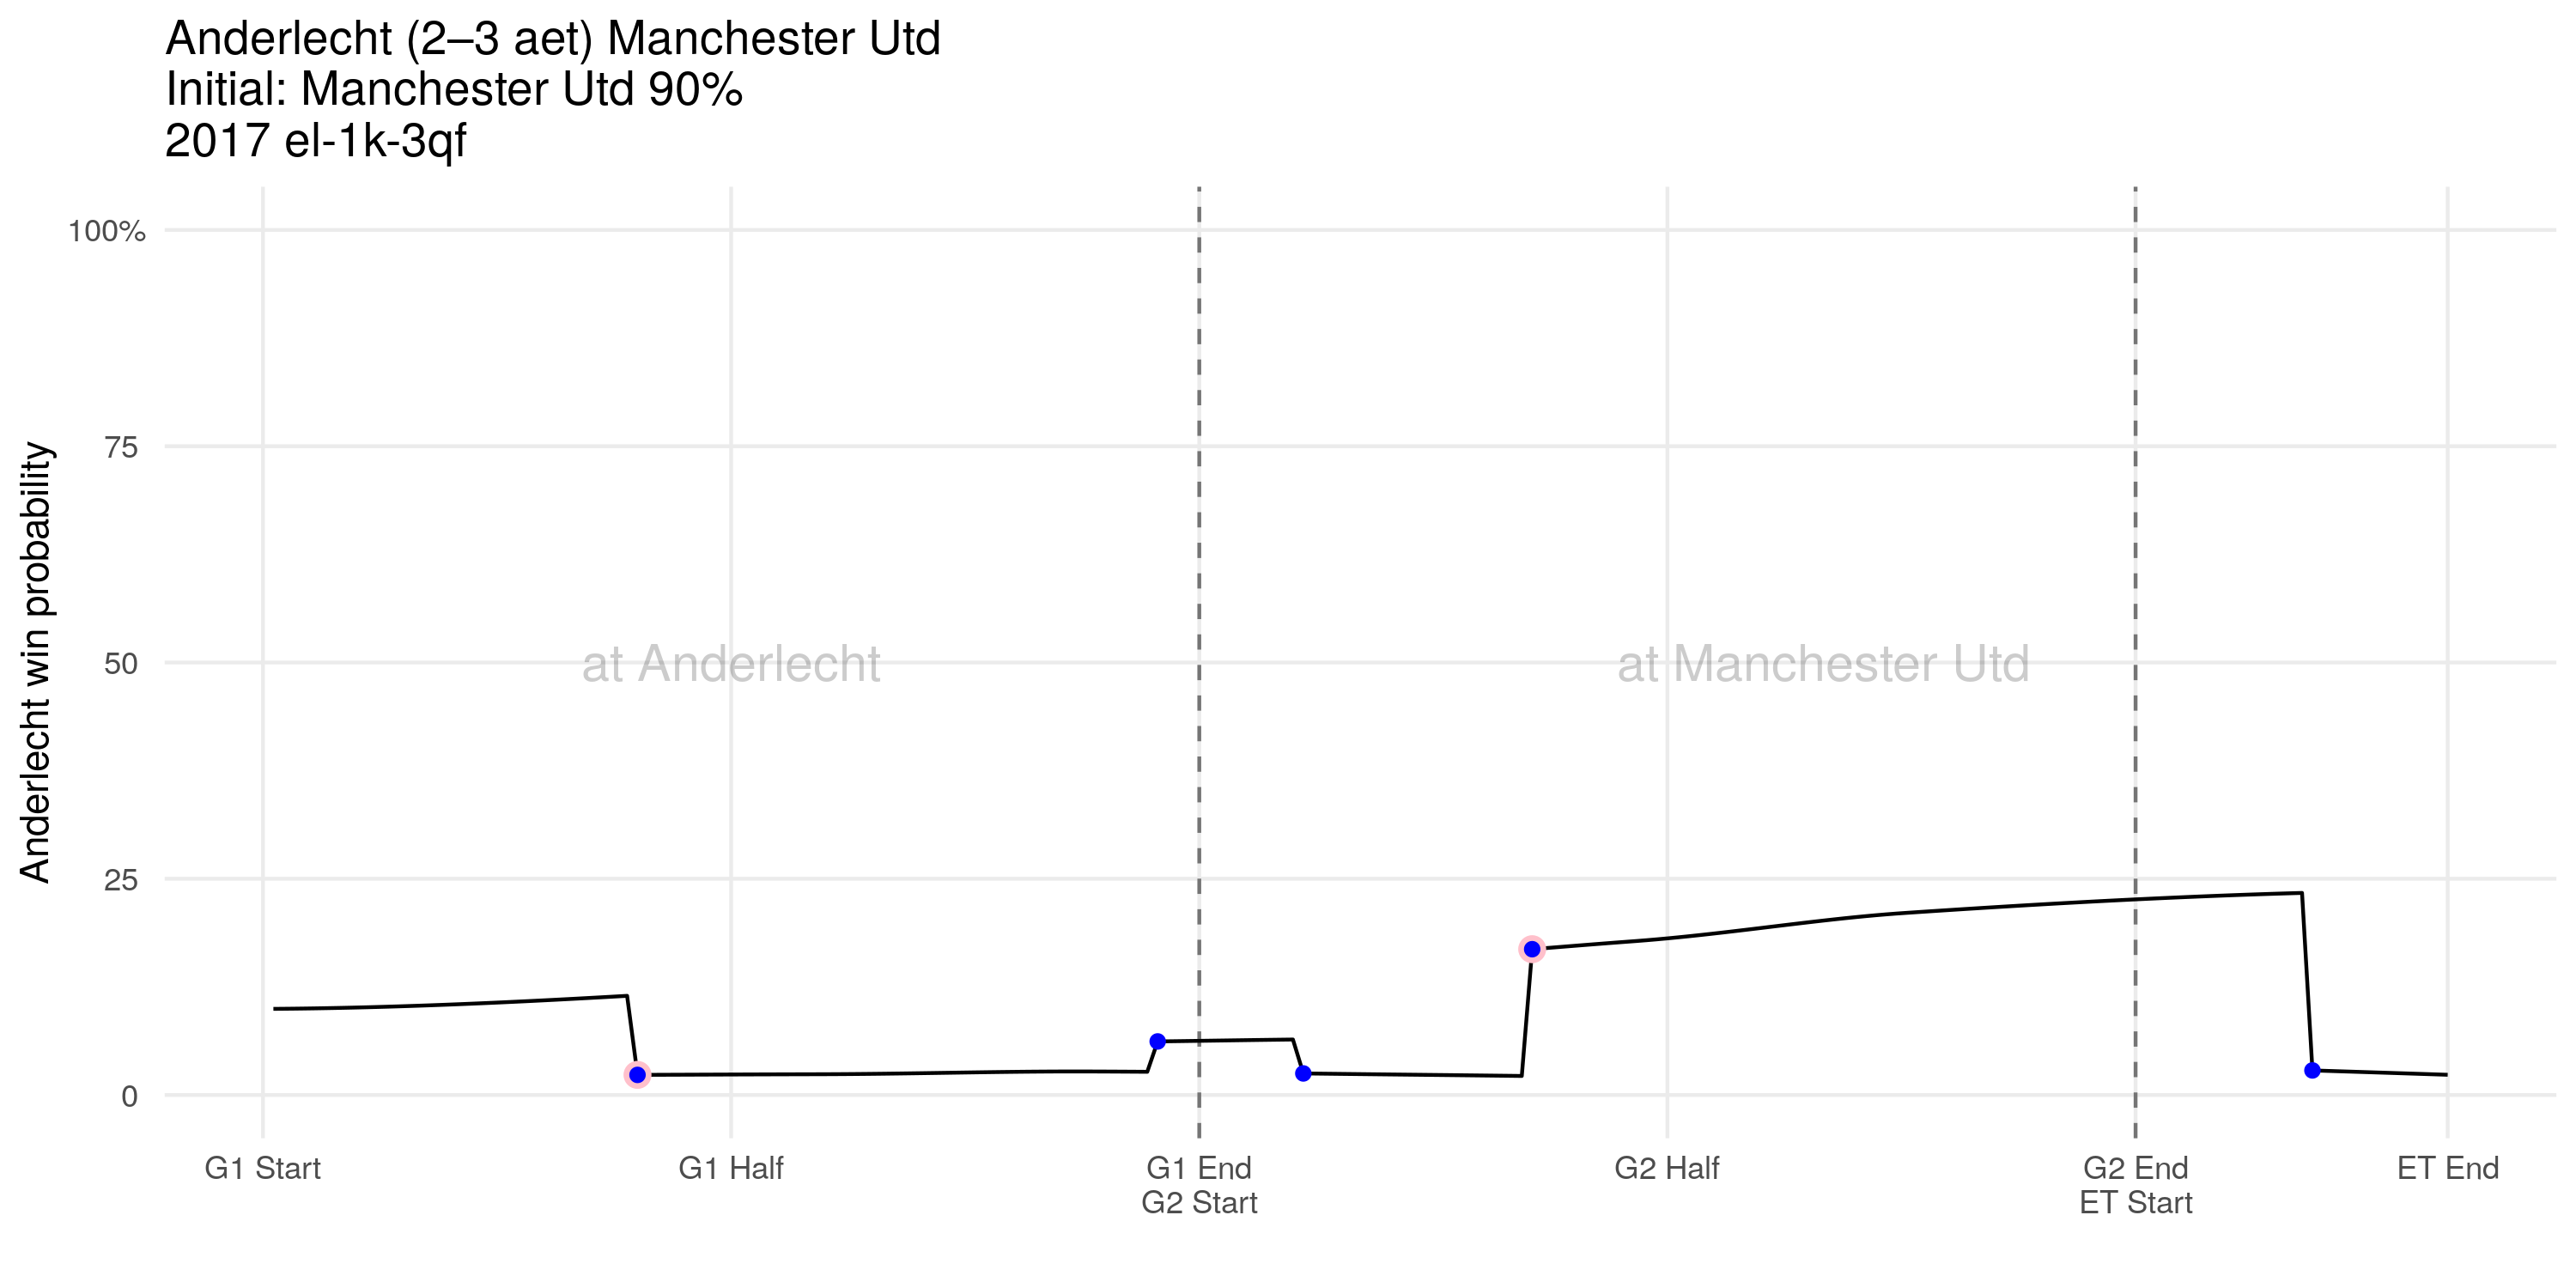 Anderlecht (2–3 aet) Manchester Utd
Initial: Manchester Utd 90%
2017 el-1k-3qf
Anderlecht win probability
100%
75
50
25
0
at Anderlecht
at Manchester Utd
G1 Start
G1 Half
G1 End
G2 Start
G2 Half
G2 End
ET Start
ET End